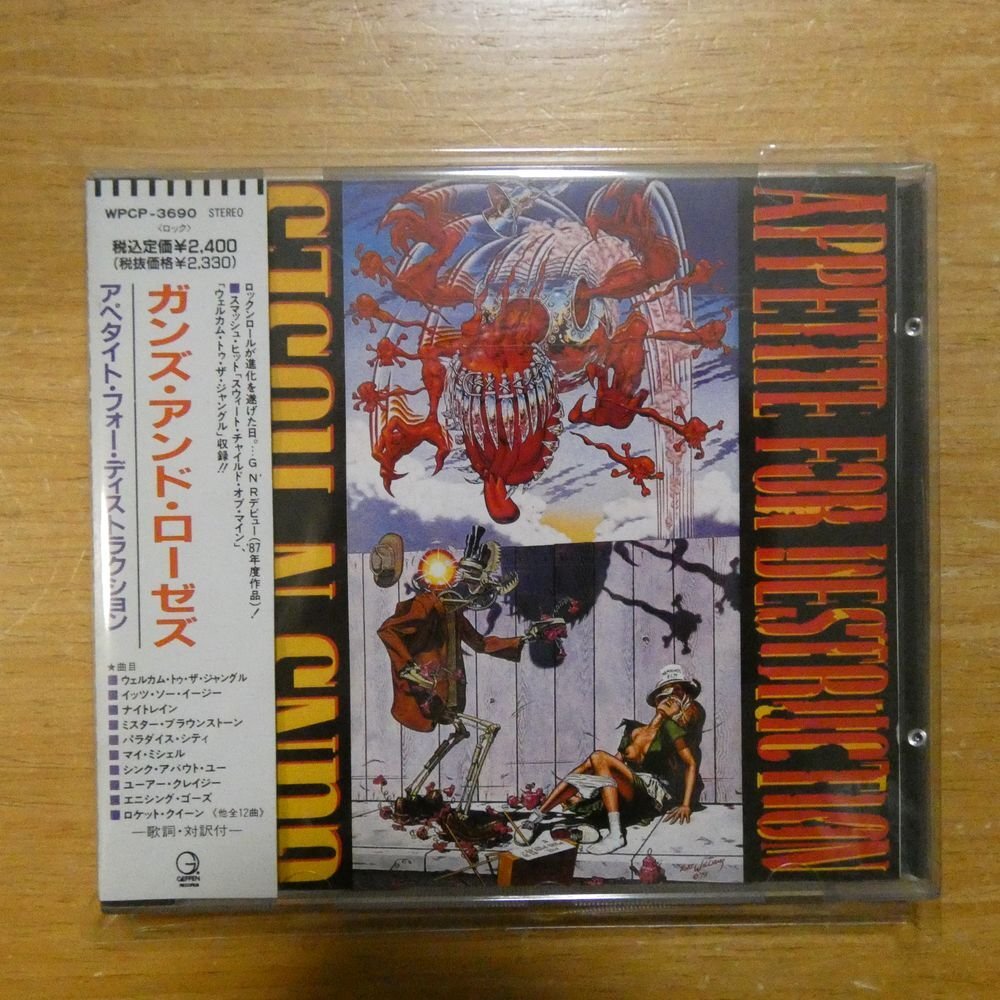 WPCP-3690 STEREO
〈ロック〉
税込定価¥2,400
(税抜価格¥2,330)
ロックンロールが進化を遂げた日。…G N' Rデビュー('87年度作品)!
■スマッシュ・ヒット「スウィート・チャイルド・オブ・マイン」、
「ウェルカム・トゥ・ザ・ジャングル」収録!!
ガンズ・アンド・ローゼズ
アペタイト・フォー・ディストラクション
★曲目
■ウェルカム・トゥ・ザ・ジャングル
■イッツ・ソー・イージー
■ナイトレイン
■ミスター・ブラウンストーン
■パラダイス・シティ
■マイ・ミシェル
■シンク・アバウト・ユー
■ユーアー・クレイジー
■エニシング・ゴーズ
■ロケット・クイーン《他全12曲》
—歌詞・対訳付—
G
GEFFEN
RECORDS
APPETITE FOR DESTRUCTION